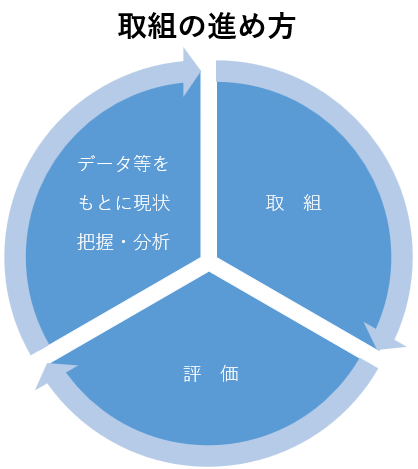 取組の進め方
データ等を
もとに現状
把握・分析
取　組
評　価